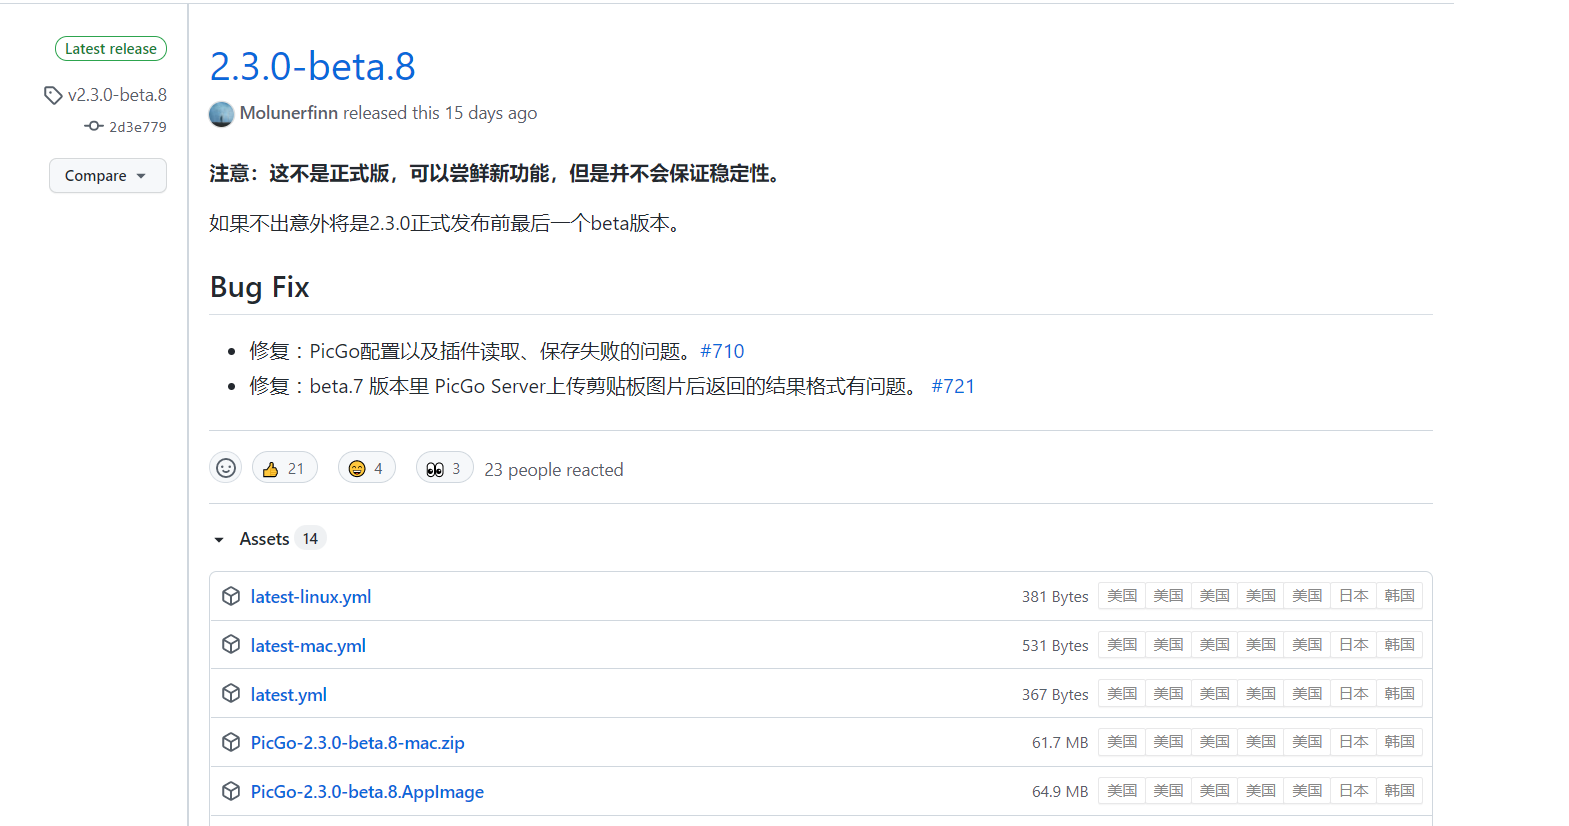 Latest release
v2.3.0-beta.8
2d3e779
Compare
2.3.0-beta.8
Molunerfinn released this 15 days ago
注意：这不是正式版，可以尝鲜新功能，但是并不会保证稳定性。
如果不出意外将是2.3.0正式发布前最后一个beta版本。
Bug Fix
修复：PicGo配置以及插件读取、保存失败的问题。#710
修复：beta.7 版本里 PicGo Server上传剪贴板图片后返回的结果格式有问题。 #721
21 4 3 23 people reacted
Assets 14
latest-linux.yml 381 Bytes 美国 美国 美国 美国 美国 日本 韩国
latest-mac.yml 531 Bytes 美国 美国 美国 美国 美国 日本 韩国
latest.yml 367 Bytes 美国 美国 美国 美国 美国 日本 韩国
PicGo-2.3.0-beta.8-mac.zip 61.7 MB 美国 美国 美国 美国 美国 日本 韩国
PicGo-2.3.0-beta.8.AppImage 64.9 MB 美国 美国 美国 美国 美国 日本 韩国